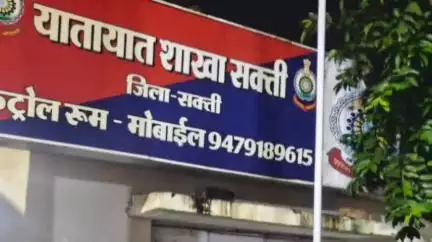 यातायात शाखा सक्ती
जिला-सक्ती
कंट्रोल रूम - मोबाईल 9479189615